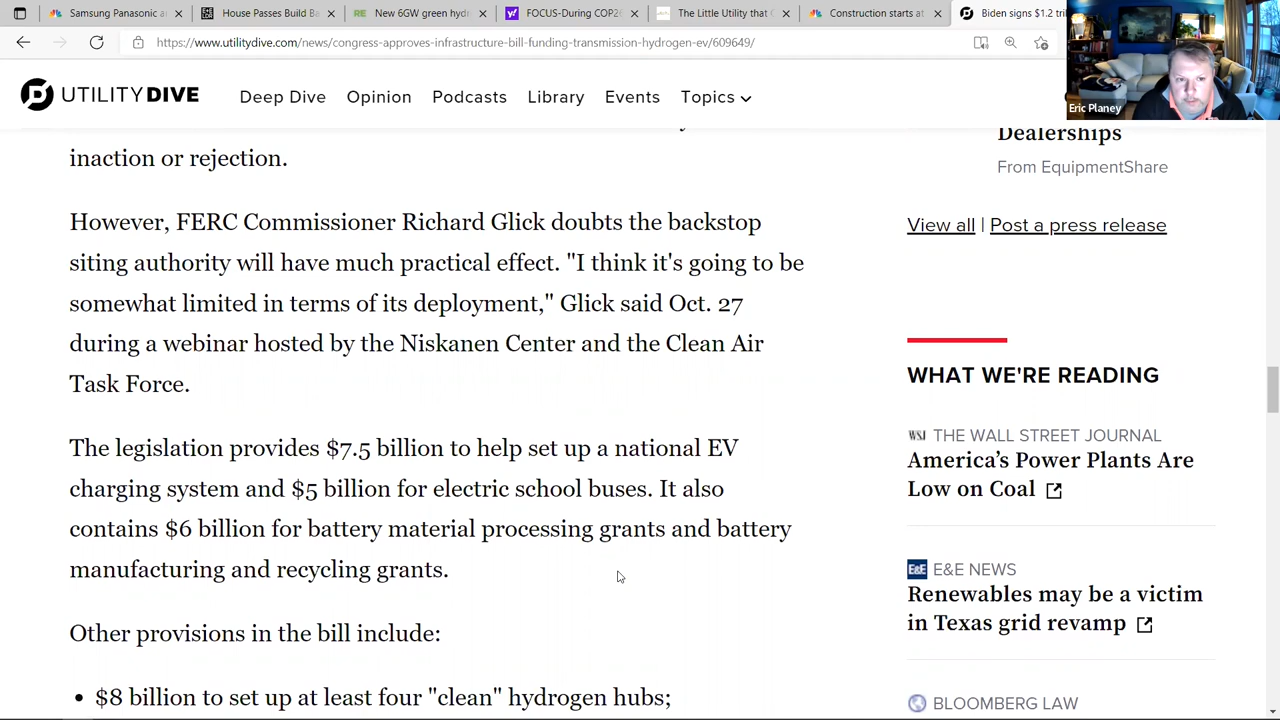 Samsung Panasonic a
House Passes Build B
New 6GW green hyd
FOCUS-During COP26
The Little Utility that
Construction starts at
Biden signs $1.2 tri
https://www.utilitydive.com/news/congress-approves-infrastrure-bill-funding-transmission-hydrogen-ev/609649/
Eric Planey
UTILITY DIVE
Deep Dive
Opinion
Podcasts
Library
Events
Topics
inaction or rejection.
However, FERC Commissioner Richard Glick doubts the backstop
siting authority will have much practical effect. "I think it's going to be
somewhat limited in terms of its deployment," Glick said Oct. 27
during a webinar hosted by the Niskanen Center and the Clean Air
Task Force.
The legislation provides $7.5 billion to help set up a national EV
charging system and $5 billion for electric school buses. It also
contains $6 billion for battery material processing grants and battery
manufacturing and recycling grants.
Other provisions in the bill include:
• $8 billion to set up at least four "clean" hydrogen hubs;
Dealerships
From EquipmentShare
View all | Post a press release
WHAT WE'RE READING
WSJ THE WALL STREET JOURNAL
America's Power Plants Are
Low on Coal
E&E E&E NEWS
Renewables may be a victim
in Texas grid revamp
BLOOMBERG LAW